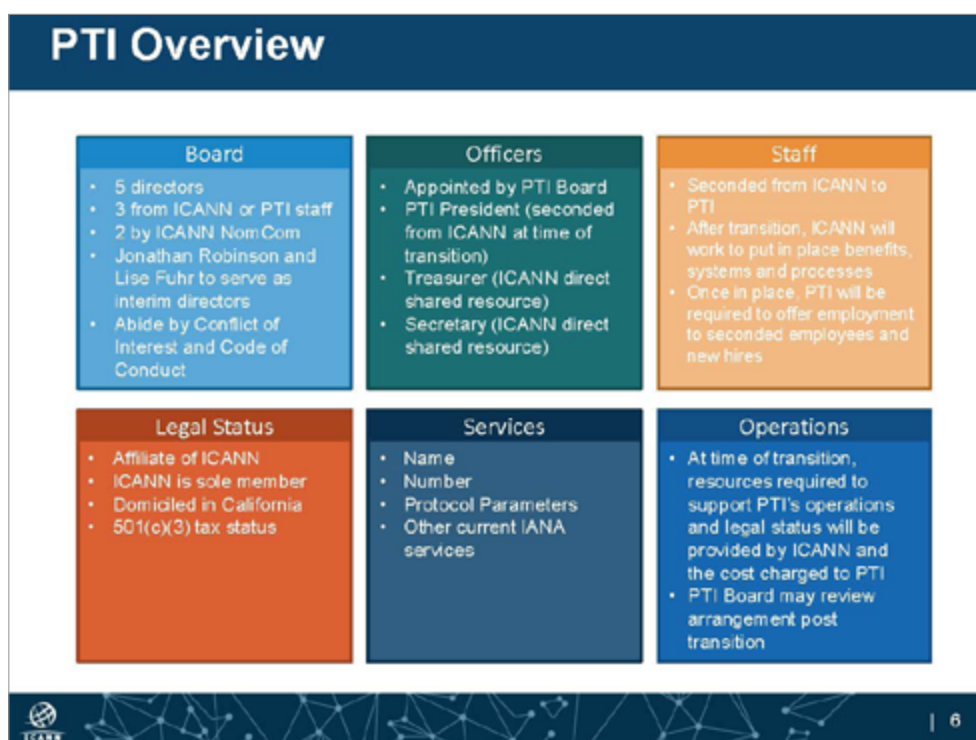 PTI Overview
Board
• 5 directors
• 3 from ICANN or PTI staff
• 2 by ICANN NomCom
• Jonathan Robinson and
Lise Fuhr to serve as
interim directors
• Abide by Conflict of
Interest and Code of
Conduct
Officers
• Appointed by PTI Board
• PTI President (seconded
from ICANN at time of
transition)
• Treasurer (ICANN direct
shared resource)
• Secretary (ICANN direct
shared resource)
Staff
• Seconded from ICANN to
PTI
• After transition, ICANN will
work to put in place benefits,
systems and processes
• Once in place, PTI will be
required to offer employment
to seconded employees and
new hires
Legal Status
• Affiliate of ICANN
• ICANN is sole member
• Domiciled in California
• 501(c)(3) tax status
Services
• Name
• Number
• Protocol Parameters
• Other current IANA
services
Operations
• At time of transition,
resources required to
support PTI's operations
and legal status will be
provided by ICANN and
the cost charged to PTI
• PTI Board may review
arrangement post
transition
ICANN
| 6